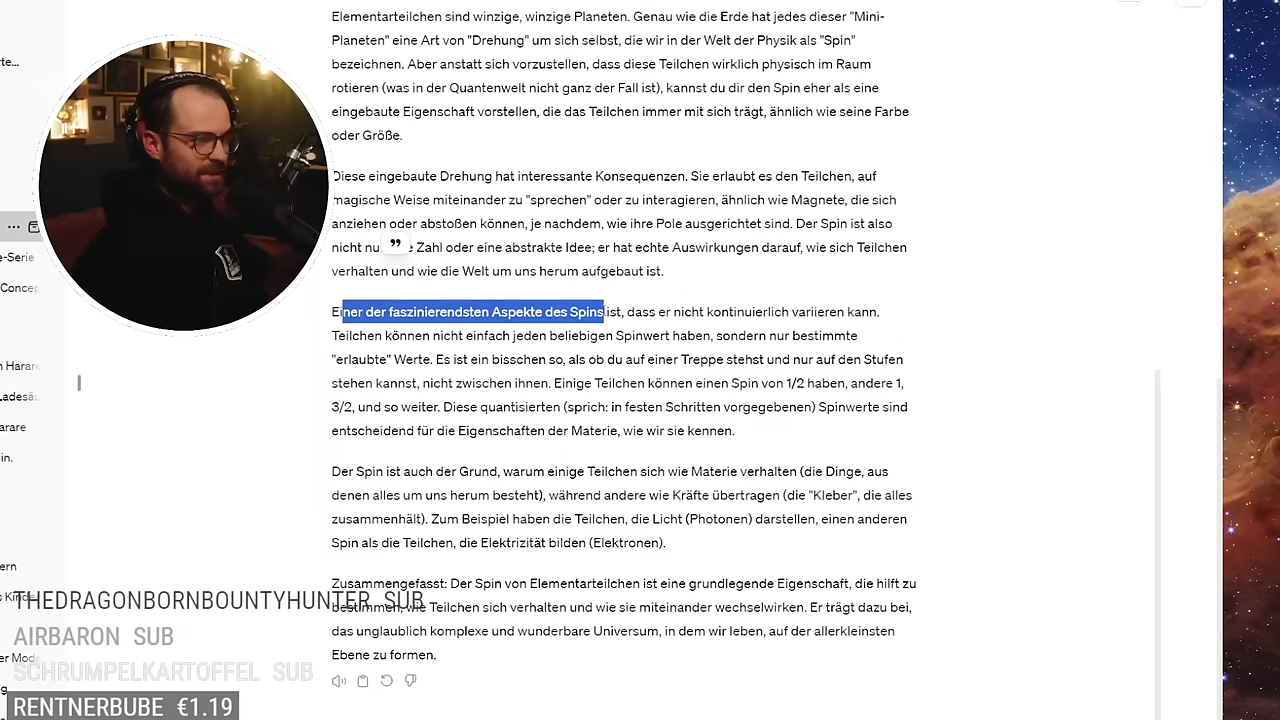 Elementarteilchen sind winzige, winzige Planeten. Genau wie die Erde hat jedes dieser "Mini-
Planeten" eine Art von "Drehung" um sich selbst, die wir in der Welt der Physik als "Spin"
bezeichnen. Aber anstatt sich vorzustellen, dass diese Teilchen wirklich physisch im Raum
rotieren (was in der Quantenwelt nicht ganz der Fall ist), kannst du dir den Spin eher als eine
eingebaute Eigenschaft vorstellen, die das Teilchen immer mit sich trägt, ähnlich wie seine Farbe
oder Größe.
Diese eingebaute Drehung hat interessante Konsequenzen. Sie erlaubt es den Teilchen, auf
magische Weise miteinander zu "sprechen" oder zu interagieren, ähnlich wie Magnete, die sich
anziehen oder abstoßen können, je nachdem, wie ihre Pole ausgerichtet sind. Der Spin ist also
nicht Zahl oder eine abstrakte Idee; er hat echte Auswirkungen darauf, wie sich Teilchen
verhalten und wie die Welt um uns herum aufgebaut ist.
Einer der faszinierendsten Aspekte des Spins ist, dass er nicht kontinuierlich variieren kann.
Teilchen können nicht einfach jeden beliebigen Spinwert haben, sondern nur bestimmte
"erlaubte" Werte. Es ist ein bisschen so, als ob du auf einer Treppe stehst und nur auf den Stufen
stehen kannst, nicht zwischen ihnen. Einige Teilchen können einen Spin von 1/2 haben, andere 1,
3/2, und so weiter. Diese quantisierten (sprich: in festen Schritten vorgegebenen) Spinwerte sind
entscheidend für die Eigenschaften der Materie, wie wir sie kennen.
Der Spin ist auch der Grund, warum einige Teilchen sich wie Materie verhalten (die Dinge, aus
denen alles um uns herum besteht), während andere wie Kräfte übertragen (die "Kleber", die alles
zusammenhält). Zum Beispiel haben die Teilchen, die Licht (Photonen) darstellen, einen anderen
Spin als die Teilchen, die Elektrizität bilden (Elektronen).
Zusammengefasst: Der Spin von Elementarteilchen ist eine grundlegende Eigenschaft, die hilft zu
bestimmen, wie Teilchen sich verhalten und wie sie miteinander wechselwirken. Er trägt dazu bei,
das unglaublich komplexe und wunderbare Universum, in dem wir leben, auf der allerkleinsten
Ebene zu formen.
rte...
e-Serie
Concep
Harare
Ladesäu
arare
in.
ern
THEDRAGONBORNBOUNTYHUNTER SUB
AIRBARON SUB
SCHRUMPELKARTOFFEL SUB
RENTNERBUBE €1.19